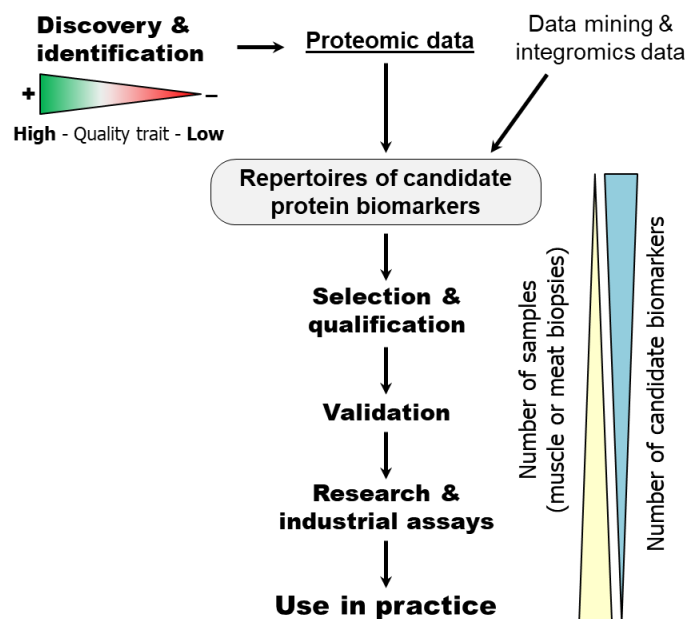 Discovery &
identification
Proteomic data
Data mining &
integromics data
+
–
High - Quality trait - Low
Repertoires of candidate
protein biomarkers
Selection &
qualification
Validation
Research &
industrial assays
Use in practice
Number of samples
(muscle or meat biopsies)
Number of candidate biomarkers